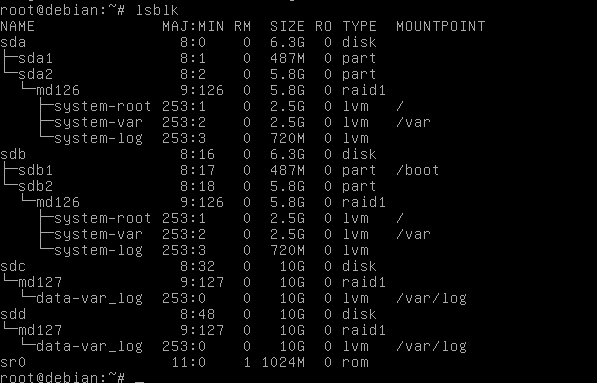 root@debian:~# lsblk
NAME                MAJ:MIN RM  SIZE RO TYPE  MOUNTPOINT
sda                   8:0    0  6.3G  0 disk
├─sda1                8:1    0  487M  0 part
└─sda2                8:2    0  5.8G  0 part
  └─md126             9:126  0  5.8G  0 raid1
    ├─system-root   253:1    0  2.5G  0 lvm   /
    ├─system-var    253:2    0  2.5G  0 lvm   /var
    └─system-log    253:3    0  720M  0 lvm
sdb                   8:16   0  6.3G  0 disk
├─sdb1                8:17   0  487M  0 part  /boot
└─sdb2                8:18   0  5.8G  0 part
  └─md126             9:126  0  5.8G  0 raid1
    ├─system-root   253:1    0  2.5G  0 lvm   /
    ├─system-var    253:2    0  2.5G  0 lvm   /var
    └─system-log    253:3    0  720M  0 lvm
sdc                   8:32   0   10G  0 disk
└─md127               9:127  0   10G  0 raid1
  └─data-var_log    253:0    0   10G  0 lvm   /var/log
sdd                   8:48   0   10G  0 disk
└─md127               9:127  0   10G  0 raid1
  └─data-var_log    253:0    0   10G  0 lvm   /var/log
sr0                  11:0    1 1024M  0 rom
root@debian:~# _